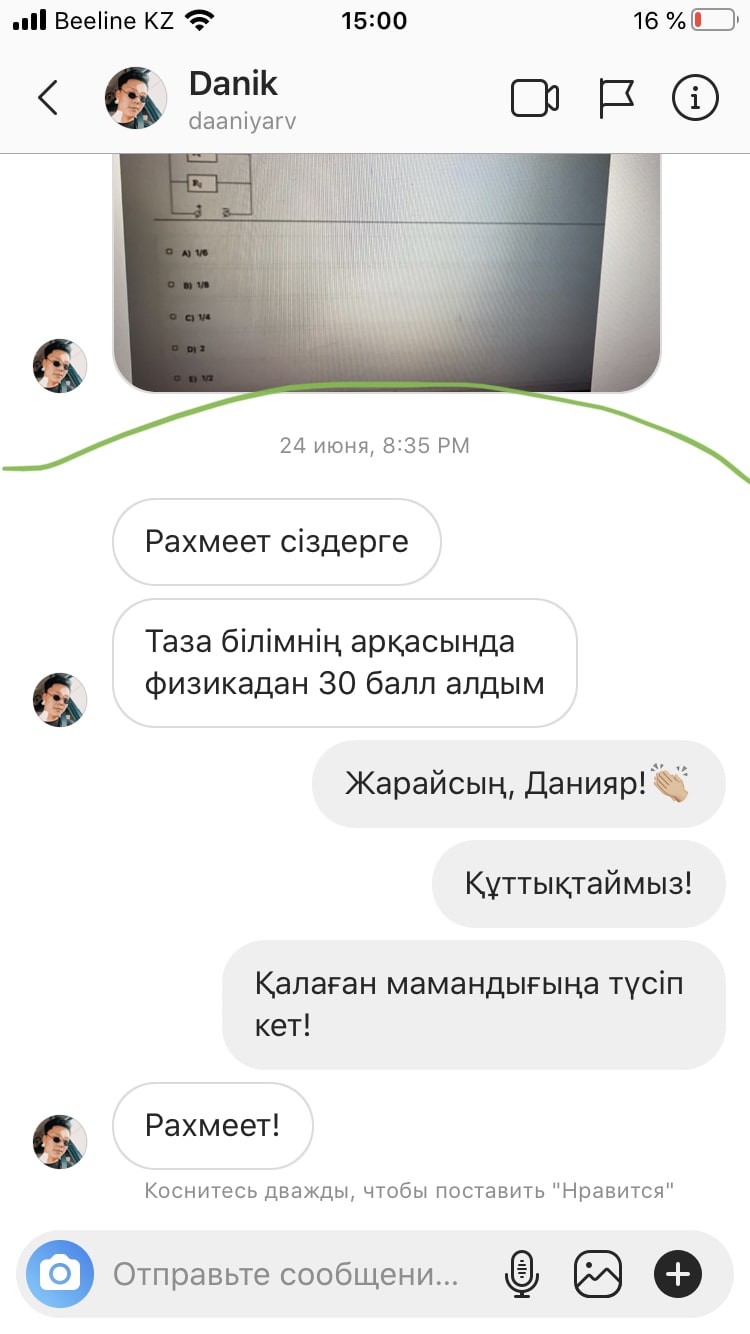 Beeline KZ 15:00 16 %
Danik
daaniyarv
R₂
A) 1/6
B) 1/8
C) 1/4
D) 2
E) 1/2
24 июня, 8:35 PM
Рахмеет сіздерге
Таза білімнің арқасында
физикадан 30 балл алдым
Жарайсың, Данияр!👏🏼
Құттықтаймыз!
Қалаған мамандығыңа түсіп
кет!
Рахмеет!
Коснитесь дважды, чтобы поставить "Нравится"
Отправьте сообщени...